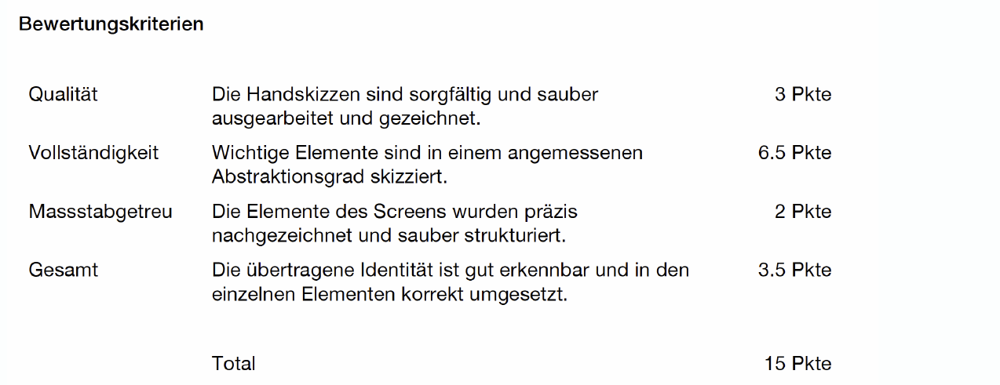 Bewertungskriterien
Qualität Die Handskizzen sind sorgfältig und sauber 3 Pkte
ausgearbeitet und gezeichnet.
Vollständigkeit Wichtige Elemente sind in einem angemessenen 6.5 Pkte
Abstraktionsgrad skizziert.
Massstabgetreu Die Elemente des Screens wurden präzis 2 Pkte
nachgezeichnet und sauber strukturiert.
Gesamt Die übertragene Identität ist gut erkennbar und in den 3.5 Pkte
einzelnen Elementen korrekt umgesetzt.
Total 15 Pkte